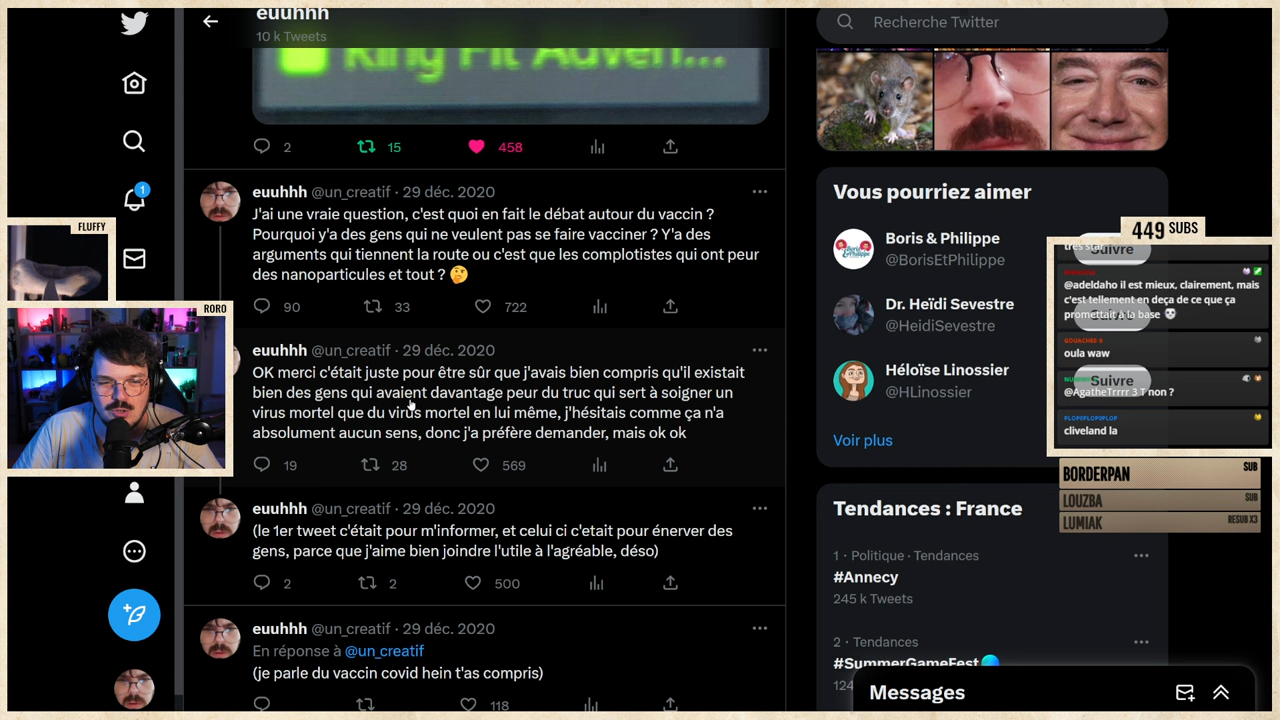 euuhhh
10 k Tweets
Ring Fit Adven...
2
15
458
euuhhh @un_creatif · 29 déc. 2020
J'ai une vraie question, c'est quoi en fait le débat autour du vaccin ?
Pourquoi y'a des gens qui ne veulent pas se faire vacciner ? Y'a des
arguments qui tiennent la route ou c'est que les complotistes qui ont peur
des nanoparticules et tout ? 🤔
90
33
722
euuhhh @un_creatif · 29 déc. 2020
OK merci c'était juste pour être sûr que j'avais bien compris qu'il existait
bien des gens qui avaient davantage peur du truc qui sert à soigner un
virus mortel que du virus mortel en lui même, j'hésitais comme ça n'a
absolument aucun sens, donc j'a préfère demander, mais ok ok
19
28
569
euuhhh @un_creatif · 29 déc. 2020
(le 1er tweet c'était pour m'informer, et celui ci c'etait pour énerver des
gens, parce que j'aime bien joindre l'utile à l'agréable, déso)
2
2
500
euuhhh @un_creatif · 29 déc. 2020
En réponse à @un_creatif
(je parle du vaccin covid hein t'as compris)
118
1
FLUFFY
RORO
Recherche Twitter
Vous pourriez aimer
Boris & Philippe
@BorisEtPhilippe
Suivre
Dr. Heïdi Sevestre
@HeidiSevestre
Héloïse Linossier
@HLinossier
Suivre
Voir plus
Tendances : France
1 · Politique · Tendances
#Annecy
245 k Tweets
2 · Tendances
#SummerGameFest
124
Messages
449 SUBS
@adeldaho il est mieux, clairement, mais
c'est tellement en deça de ce que ça
promettait à la base 💀
oula waw
@AgatheTrrrr 3 T non ?
PLOPIPLOPIPLOP
cliveland la
BORDERPAN SUB
LOUZBA SUB
LUMIAK RESUB X3